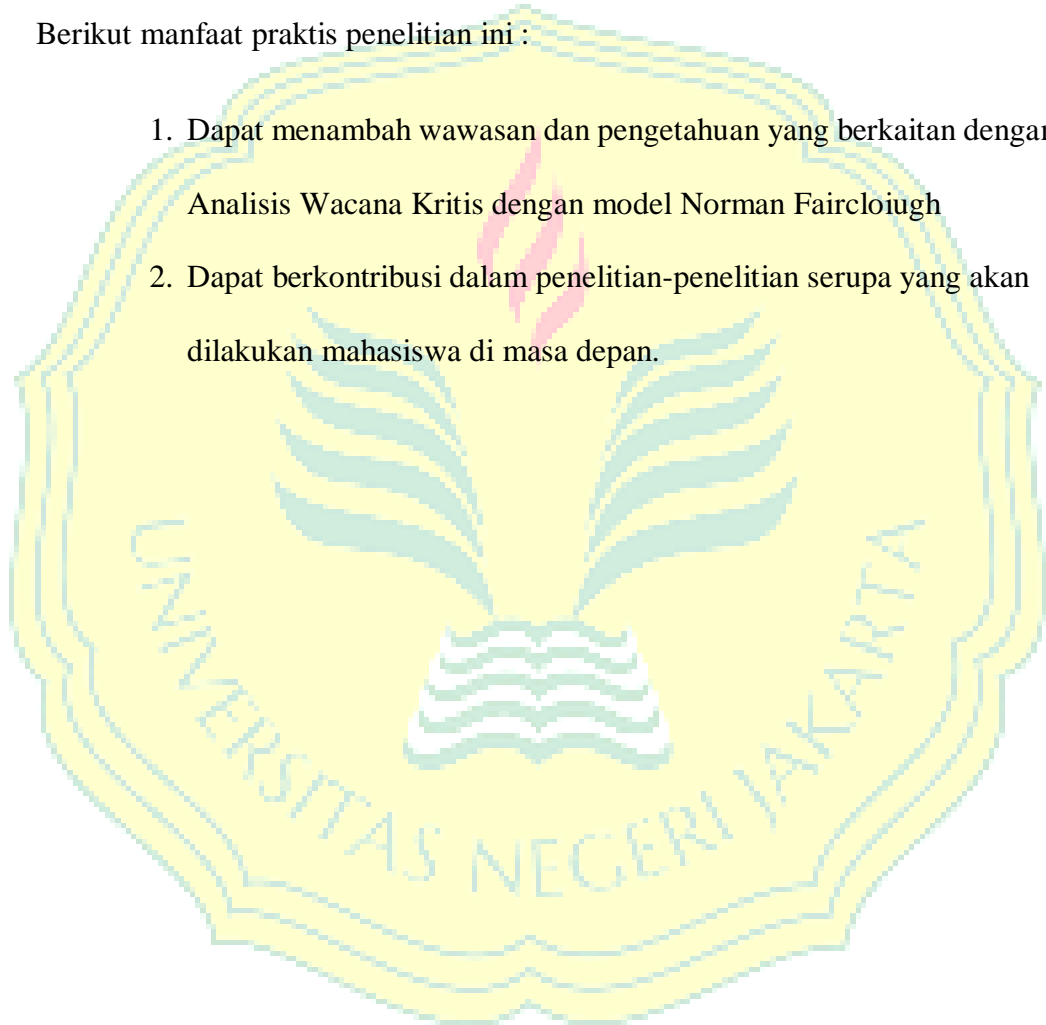 Berikut manfaat praktis penelitian ini :
1. Dapat menambah wawasan dan pengetahuan yang berkaitan dengan
Analisis Wacana Kritis dengan model Norman Faircloiugh
2. Dapat berkontribusi dalam penelitian-penelitian serupa yang akan
dilakukan mahasiswa di masa depan.
UNIVERSITAS NEGERI JAKARTA